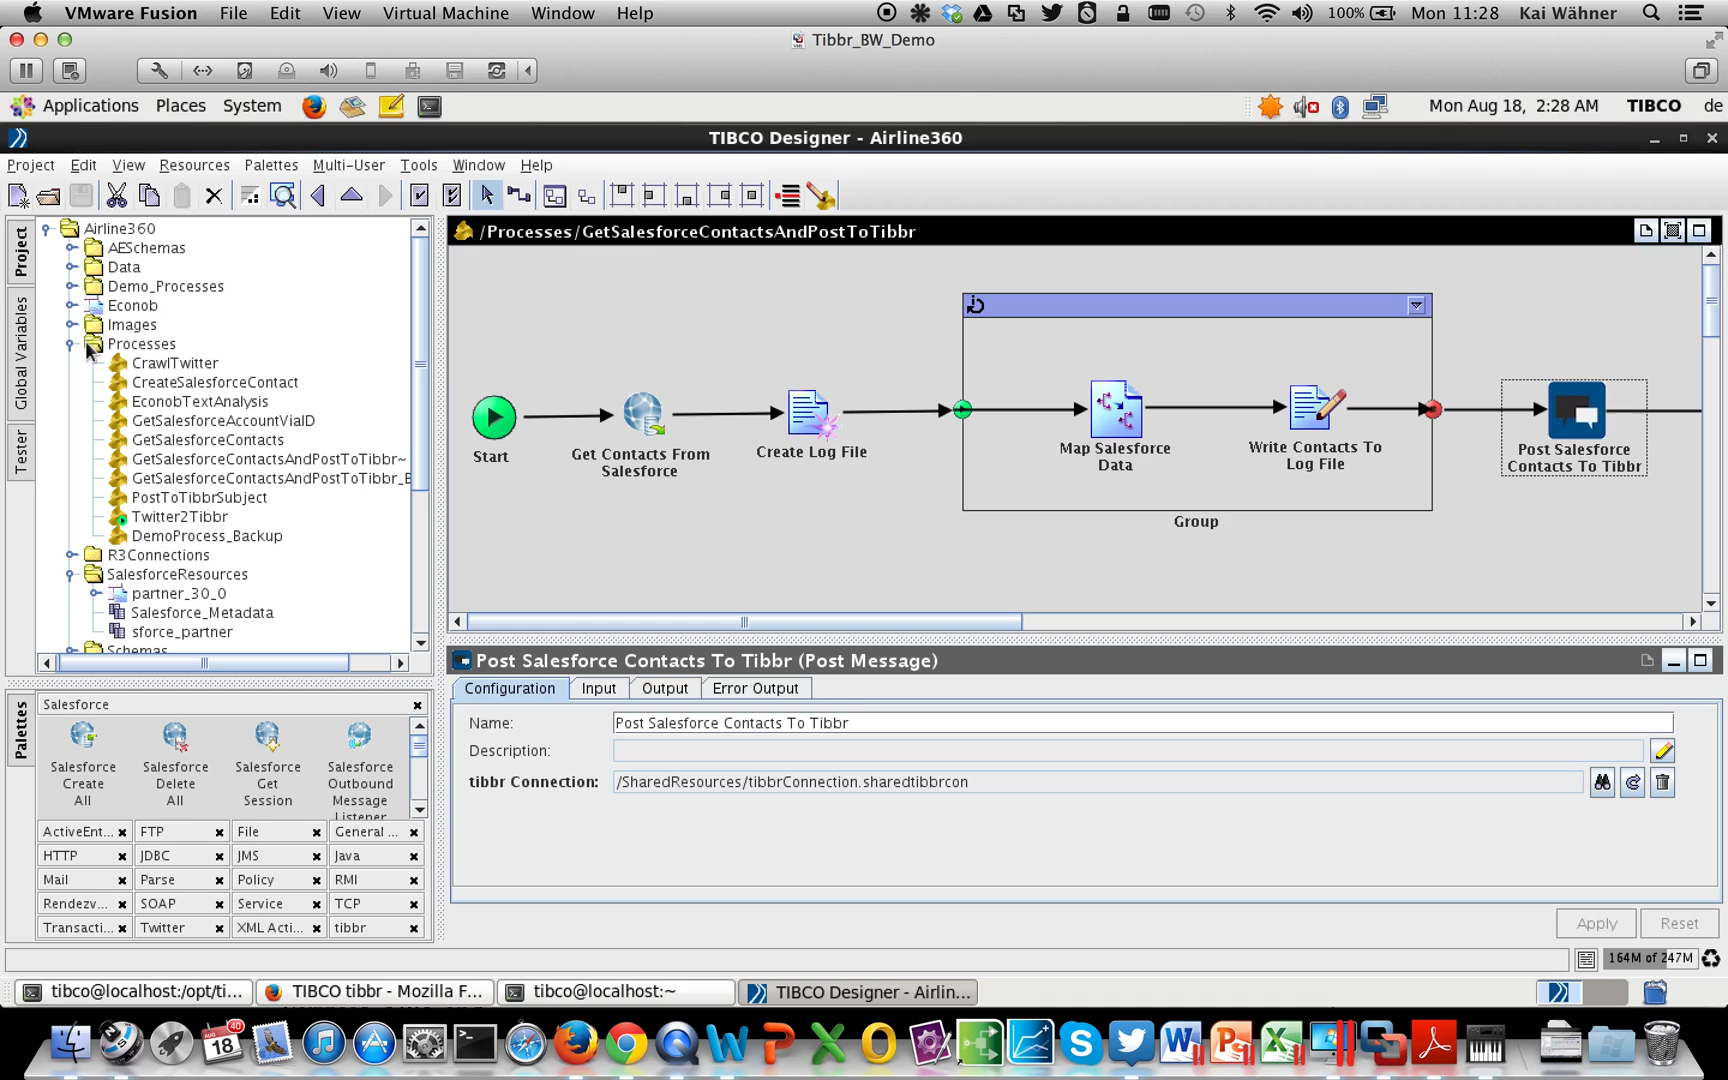 VMware Fusion File Edit View Virtual Machine Window Help 100% Mon 11:28 Kai Wähner
Tibbr_BW_Demo
Applications Places System Mon Aug 18, 2:28 AM TIBCO de
TIBCO Designer - Airline360
Project Edit View Resources Palettes Multi-User Tools Window Help
Project
Global Variables
Tester
Airline360
AESchemas
Data
Demo_Processes
Econob
Images
Processes
CrawlTwitter
CreateSalesforceContact
EconobTextAnalysis
GetSalesforceAccountViaID
GetSalesforceContacts
GetSalesforceContactsAndPostToTibbr~
GetSalesforceContactsAndPostToTibbr_B
PostToTibbrSubject
Twitter2Tibbr
DemoProcess_Backup
R3Connections
SalesforceResources
partner_30_0
Salesforce_Metadata
sforce_partner
Schemas
/Processes/GetSalesforceContactsAndPostToTibbr
Start
Get Contacts From
Salesforce
Create Log File
Map Salesforce
Data
Write Contacts To
Log File
Group
Post Salesforce
Contacts To Tibbr
Post Salesforce Contacts To Tibbr (Post Message)
Configuration Input Output Error Output
Name: Post Salesforce Contacts To Tibbr
Description:
tibbr Connection: /SharedResources/tibbrConnection.sharedtibbrcon
Apply Reset
Palettes
Salesforce
Salesforce
Create
All
Salesforce
Delete
All
Salesforce
Get
Session
Salesforce
Outbound
Message
Listener
ActiveEnt... FTP File General ...
HTTP JDBC JMS Java
Mail Parse Policy RMI
Rendezv... SOAP Service TCP
Transacti... Twitter XML Acti... tibbr
164M of 247M
tibco@localhost:/opt/ti... TIBCO tibbr - Mozilla F... tibco@localhost:~ TIBCO Designer - Airlin...
40
18